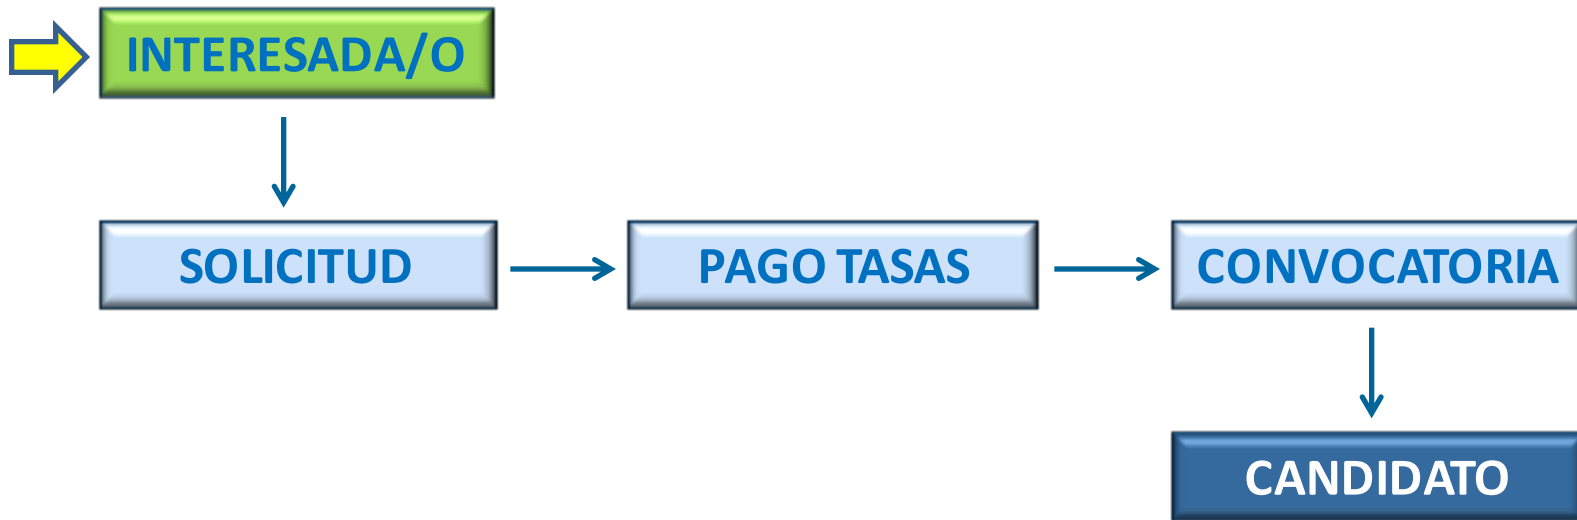 INTERESADA/O
SOLICITUD
PAGO TASAS
CONVOCATORIA
CANDIDATO